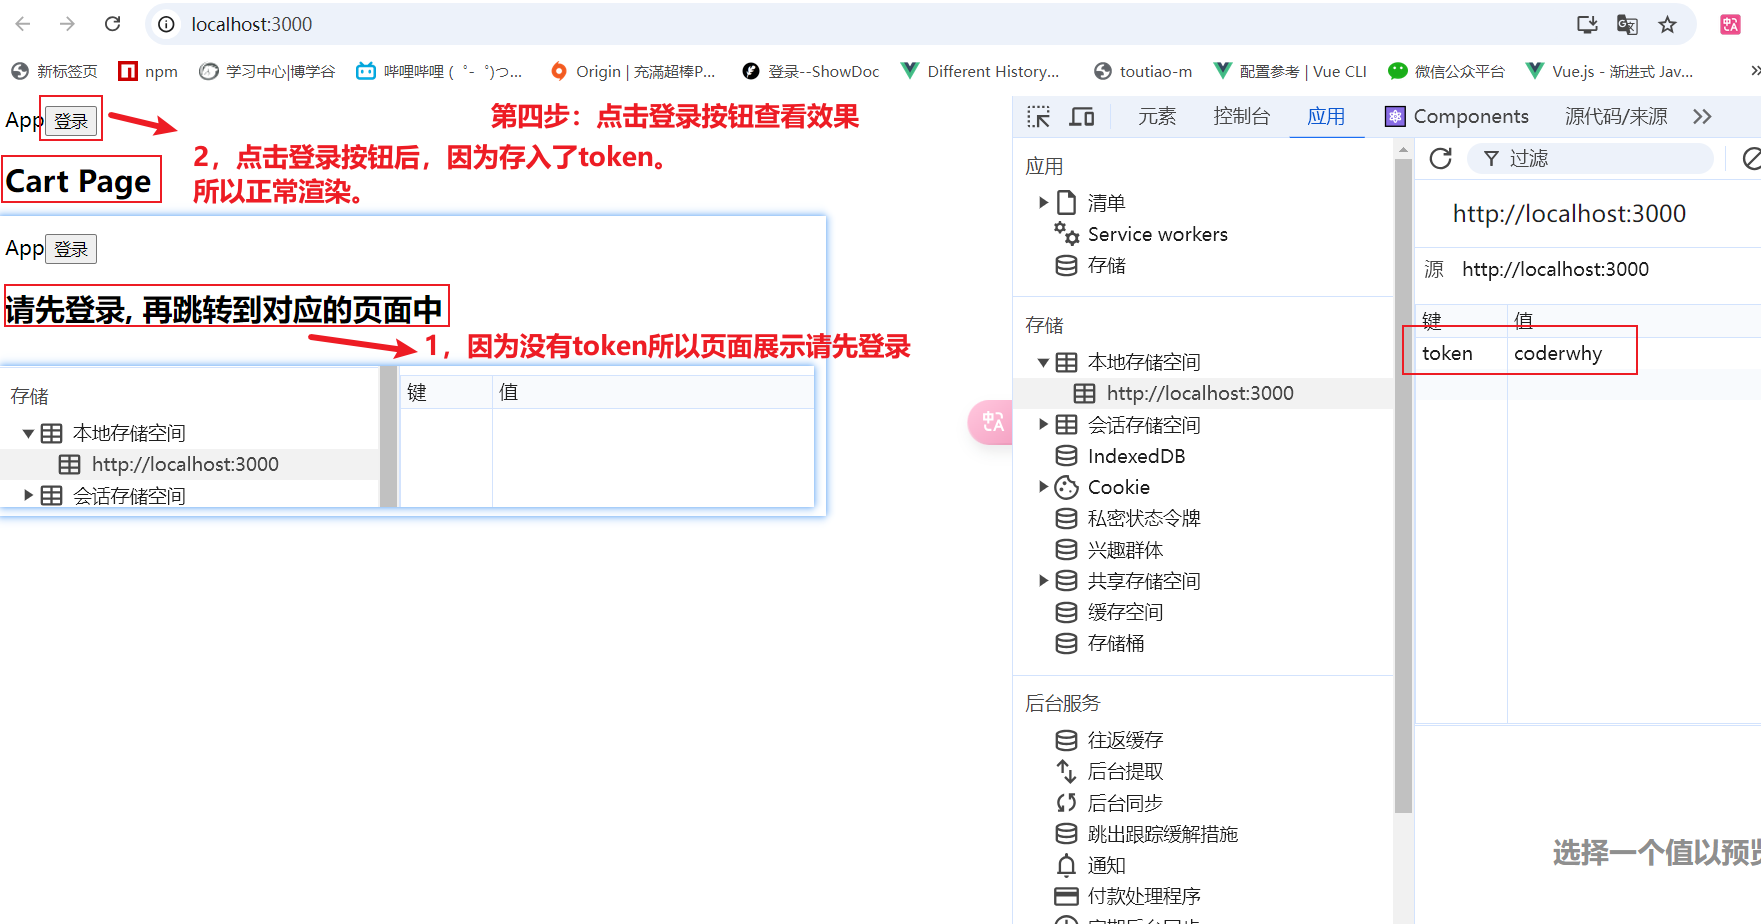 localhost:3000
新标签页
npm
学习中心|博学谷
哔哩哔哩 ( ゜- ゜)つ...
Origin | 充满超棒P...
登录--ShowDoc
Different History...
toutiao-m
配置参考 | Vue CLI
微信公众平台
Vue.js - 渐进式 Jav...
App 登录
第四步：点击登录按钮查看效果
2，点击登录按钮后，因为存入了token。
所以正常渲染。
Cart Page
App 登录
请先登录, 再跳转到对应的页面中
1，因为没有token所以页面展示请先登录
存储
本地存储空间
http://localhost:3000
会话存储空间
键 值
元素 控制台 应用 Components 源代码/来源
应用
清单
Service workers
存储
存储
本地存储空间
http://localhost:3000
会话存储空间
IndexedDB
Cookie
私密状态令牌
兴趣群体
共享存储空间
缓存空间
存储桶
后台服务
往返缓存
后台提取
后台同步
跳出跟踪缓解措施
通知
付款处理程序
过滤
http://localhost:3000
源 http://localhost:3000
键 值
token coderwhy
选择一个值以预